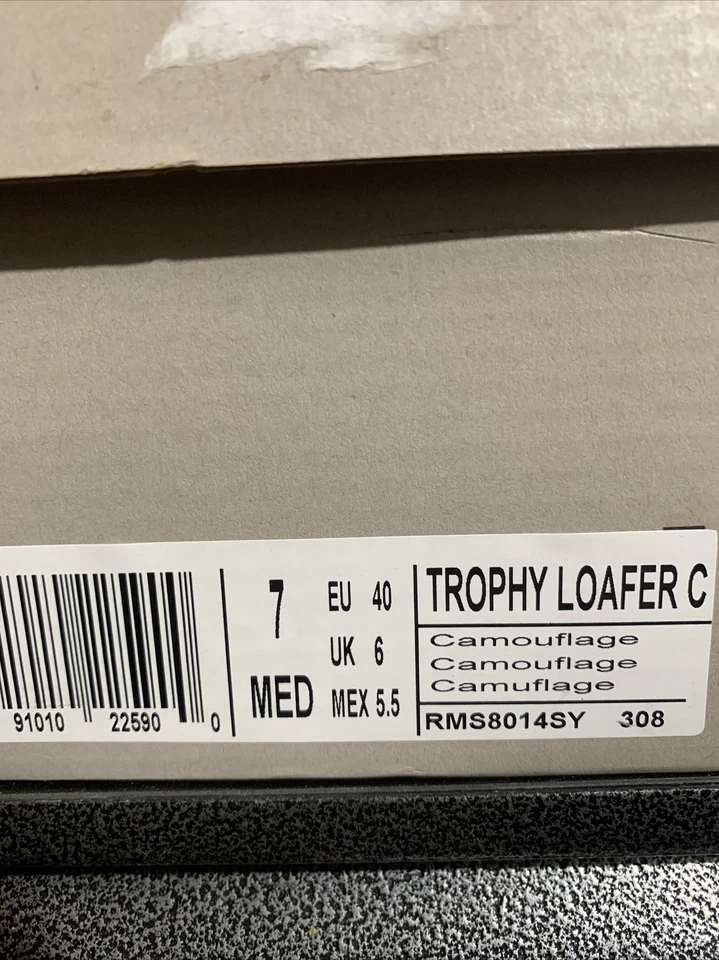 TROPHY LOAFER C
Camouflage
Camouflage
Camuflage
RMS8014SY 308
7
MED
EU 40
UK 6
MEX 5.5
91010 22590 0